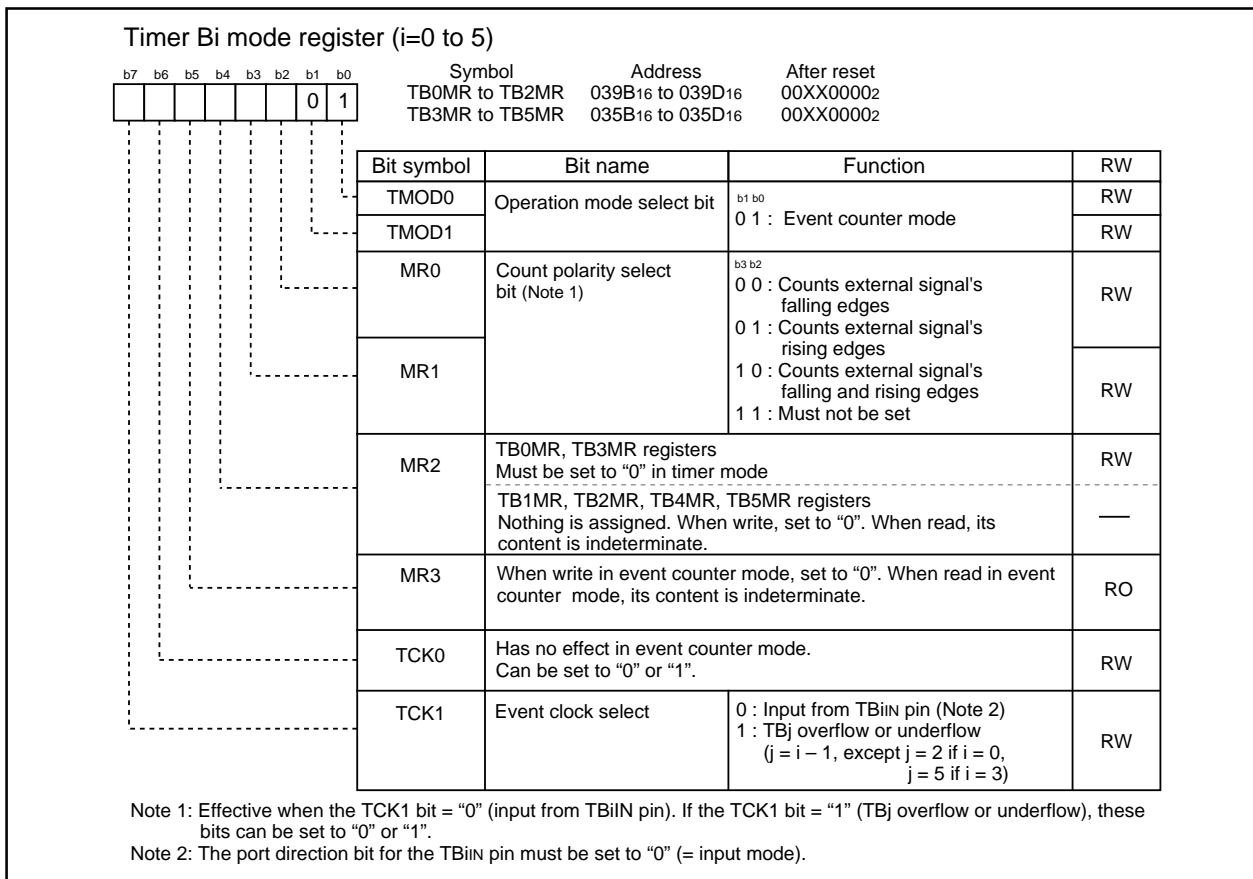 Timer Bi mode register (i=0 to 5)
b7 b6 b5 b4 b3 b2 b1 b0
0 1
Symbol Address After reset
TB0MR to TB2MR 039B16 to 039D16 00XX00002
TB3MR to TB5MR 035B16 to 035D16 00XX00002
Bit symbol Bit name Function RW
TMOD0 Operation mode select bit b1 b0 RW
0 1 : Event counter mode
TMOD1 RW
MR0 Count polarity select b3 b2
bit (Note 1) 0 0 : Counts external signal's
falling edges RW
0 1 : Counts external signal's
rising edges
MR1 1 0 : Counts external signal's
falling and rising edges RW
1 1 : Must not be set
MR2 TB0MR, TB3MR registers RW
Must be set to “0” in timer mode
TB1MR, TB2MR, TB4MR, TB5MR registers
Nothing is assigned. When write, set to “0”. When read, its —
content is indeterminate.
MR3 When write in event counter mode, set to “0”. When read in event
counter mode, its content is indeterminate. RO
TCK0 Has no effect in event counter mode.
Can be set to “0” or “1”. RW
TCK1 Event clock select 0 : Input from TBiIN pin (Note 2)
1 : TBj overflow or underflow RW
(j = i – 1, except j = 2 if i = 0,
j = 5 if i = 3)
Note 1: Effective when the TCK1 bit = “0” (input from TBiIN pin). If the TCK1 bit = “1” (TBj overflow or underflow), these
bits can be set to “0” or “1”.
Note 2: The port direction bit for the TBiIN pin must be set to “0” (= input mode).